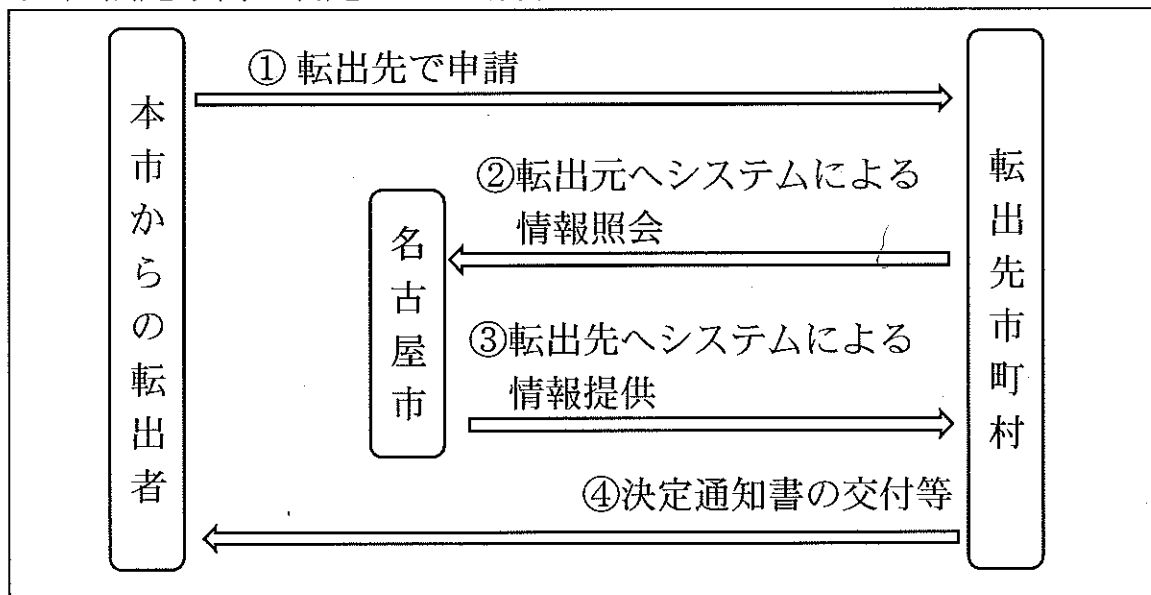 ① 転出先で申請
本市からの転出者
②転出元へシステムによる
情報照会
名古屋市
転出先市町村
③転出先へシステムによる
情報提供
④決定通知書の交付等